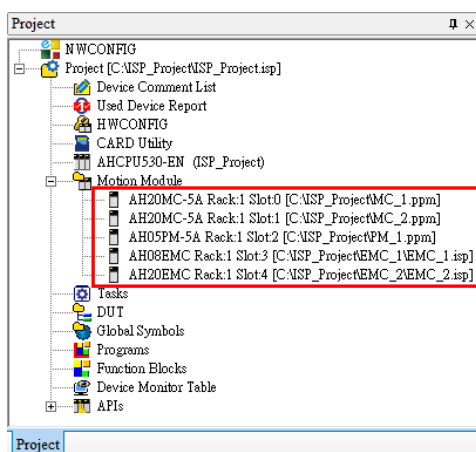 Project
NWCONFIG
Project [C:\ISP_Project\ISP_Project.isp]
Device Comment List
Used Device Report
HWCONFIG
CARD Utility
AHCPU530-EN (ISP_Project)
Motion Module
AH20MC-5A Rack:1 Slot:0 [C:\ISP_Project\MC_1.ppm]
AH20MC-5A Rack:1 Slot:1 [C:\ISP_Project\MC_2.ppm]
AH05PM-5A Rack:1 Slot:2 [C:\ISP_Project\PM_1.ppm]
AH08EMC Rack:1 Slot:3 [C:\ISP_Project\EMC_1\EMC_1.isp]
AH20EMC Rack:1 Slot:4 [C:\ISP_Project\EMC_2\EMC_2.isp]
Tasks
DUT
Global Symbols
Programs
Function Blocks
Device Monitor Table
APIs
Project